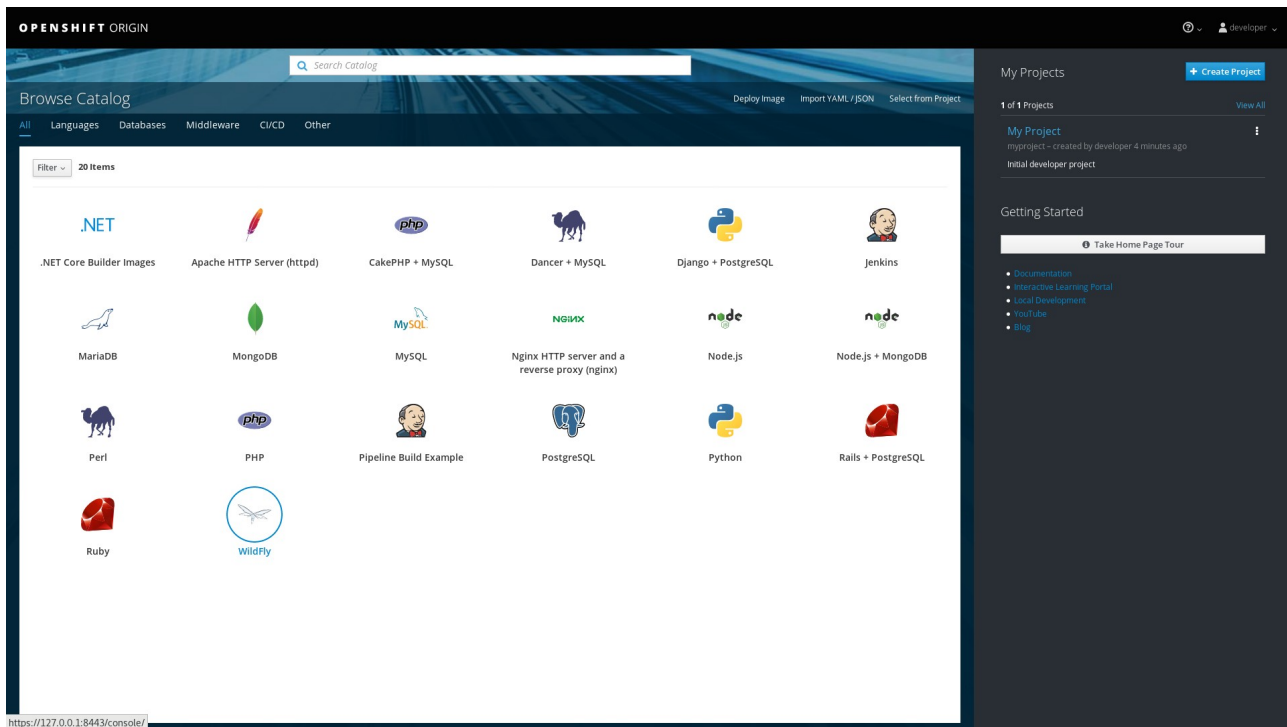 OPENSHIFT ORIGIN
developer
Search Catalog
Browse Catalog
Deploy Image Import YAML / JSON Select from Project
All Languages Databases Middleware CI/CD Other
Filter 20 Items
.NET
php
.NET Core Builder Images Apache HTTP Server (httpd) CakePHP + MySQL Dancer + MySQL Django + PostgreSQL Jenkins
MySQL NGINX node JS node JS
MariaDB MongoDB MySQL Nginx HTTP server and a Node.js Node.js + MongoDB
reverse proxy (nginx)
php
Perl PHP Pipeline Build Example PostgreSQL Python Rails + PostgreSQL
Ruby WildFly
https://127.0.0.1:8443/console/
My Projects + Create Project
1 of 1 Projects View All
My Project
myproject – created by developer 4 minutes ago
Initial developer project
Getting Started
Take Home Page Tour
Documentation
Interactive Learning Portal
Local Development
YouTube
Blog